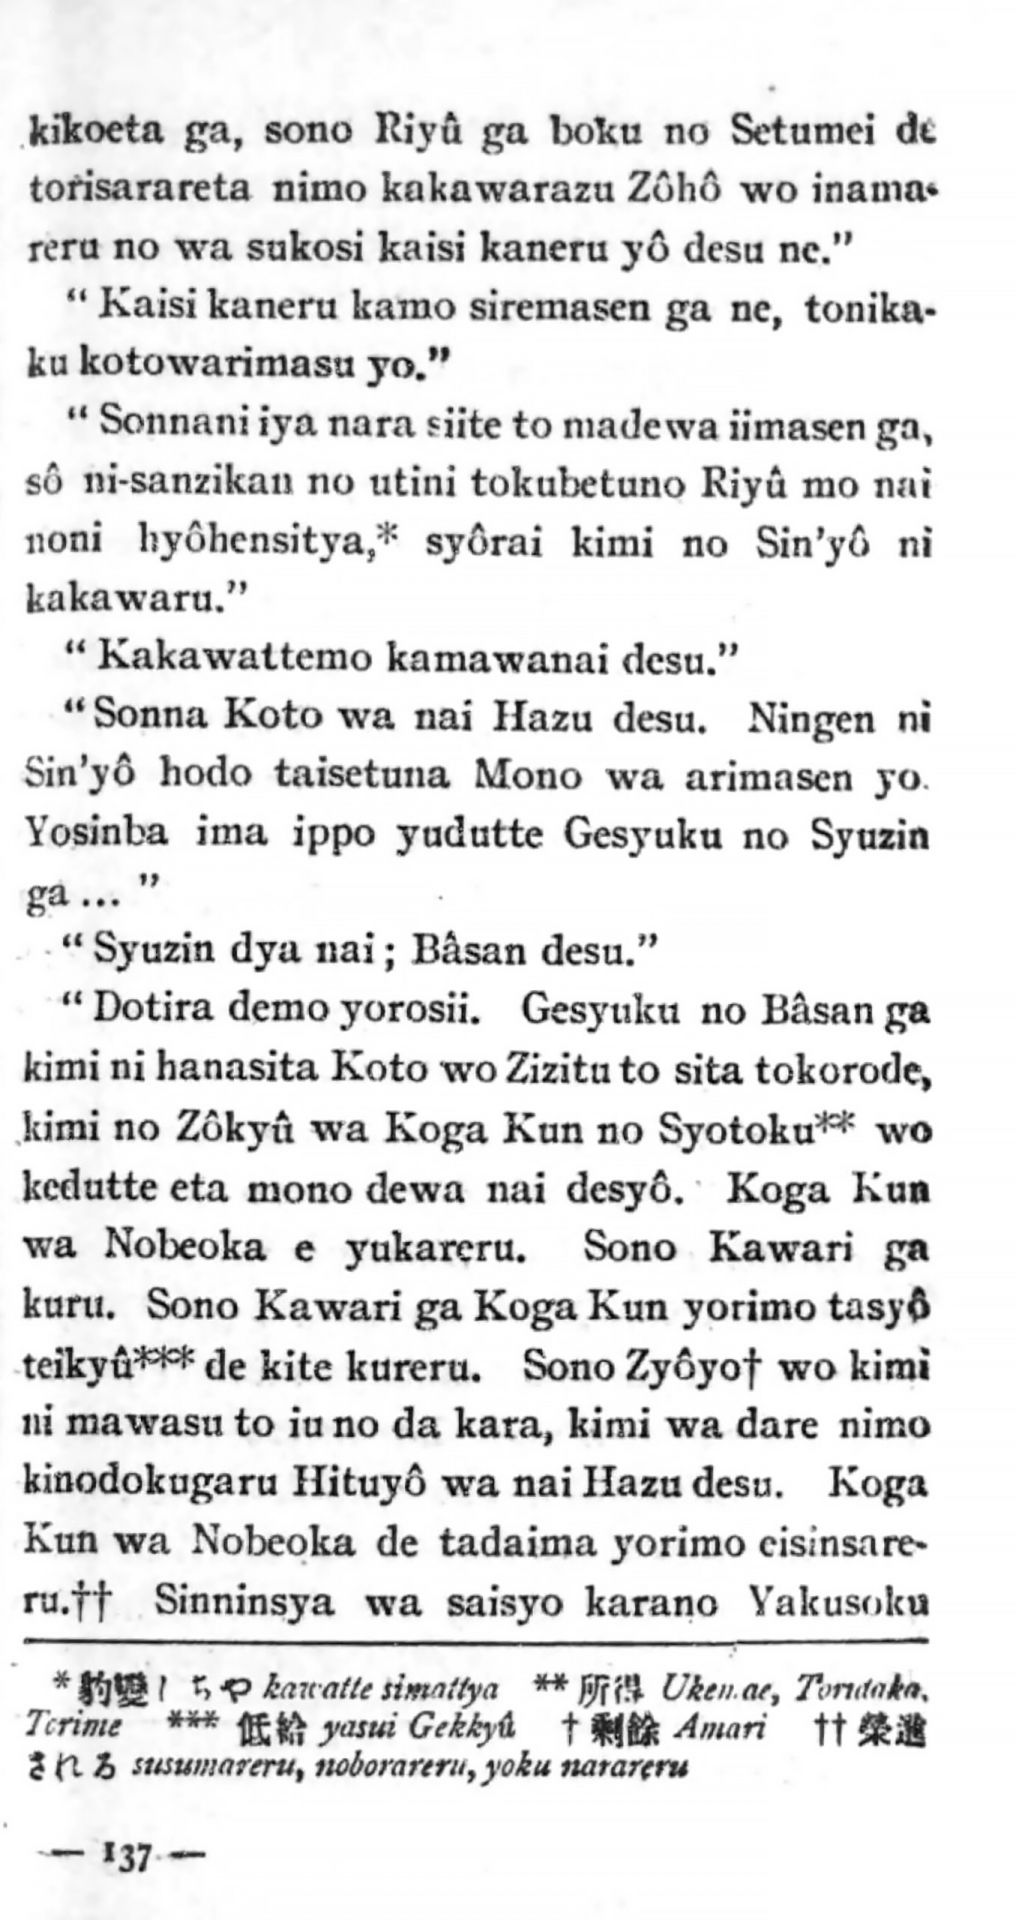 kikoeta ga, sono Riyû ga boku no Setumei de
torisarareta nimo kakawarazu Zôhô wo inama-
reru no wa sukosi kaisi kaneru yô desu ne.”
“ Kaisi kaneru kamo siremasen ga ne, tonika-
ku kotowarimasu yo.”
“ Sonnani iya nara siite to madewa iimasen ga,
sô ni-sanzikan no utini tokubetuno Riyû mo nai
noni hyôhensitya,* syôrai kimi no Sin’yô ni
kakawaru.”
“ Kakawattemo kamawanai desu.”
“ Sonna Koto wa nai Hazu desu. Ningen ni
Sin’yô hodo taisetuna Mono wa arimasen yo.
Yosinba ima ippo yudutte Gesyuku no Syuzin
ga ... ”
“ Syuzin dya nai ; Bâsan desu.”
“ Dotira demo yorosii. Gesyuku no Bâsan ga
kimi ni hanasita Koto wo Zizitu to sita tokorode,
kimi no Zôkyû wa Koga Kun no Syotoku** wo
kedutte eta mono dewa nai desyô. Koga Kun
wa Nobeoka e yukareru. Sono Kawari ga
kuru. Sono Kawari ga Koga Kun yorimo tasyô
teikyû*** de kite kureru. Sono Zyôyo† wo kimi
ni mawasu to iu no da kara, kimi wa dare nimo
kinodokugaru Hituyô wa nai Hazu desu. Koga
Kun wa Nobeoka de tadaima yorimo eisinsare-
ru.†† Sinninsya wa saisyo karano Yakusoku
* 豹變しちや kawatte simattya ** 所得 Ukemae, Toridaka,
Torime *** 低給 yasui Gekkyû † 剩餘 Amari †† 榮進
される susumareru, noborareru, yoku narareru
— 137 —